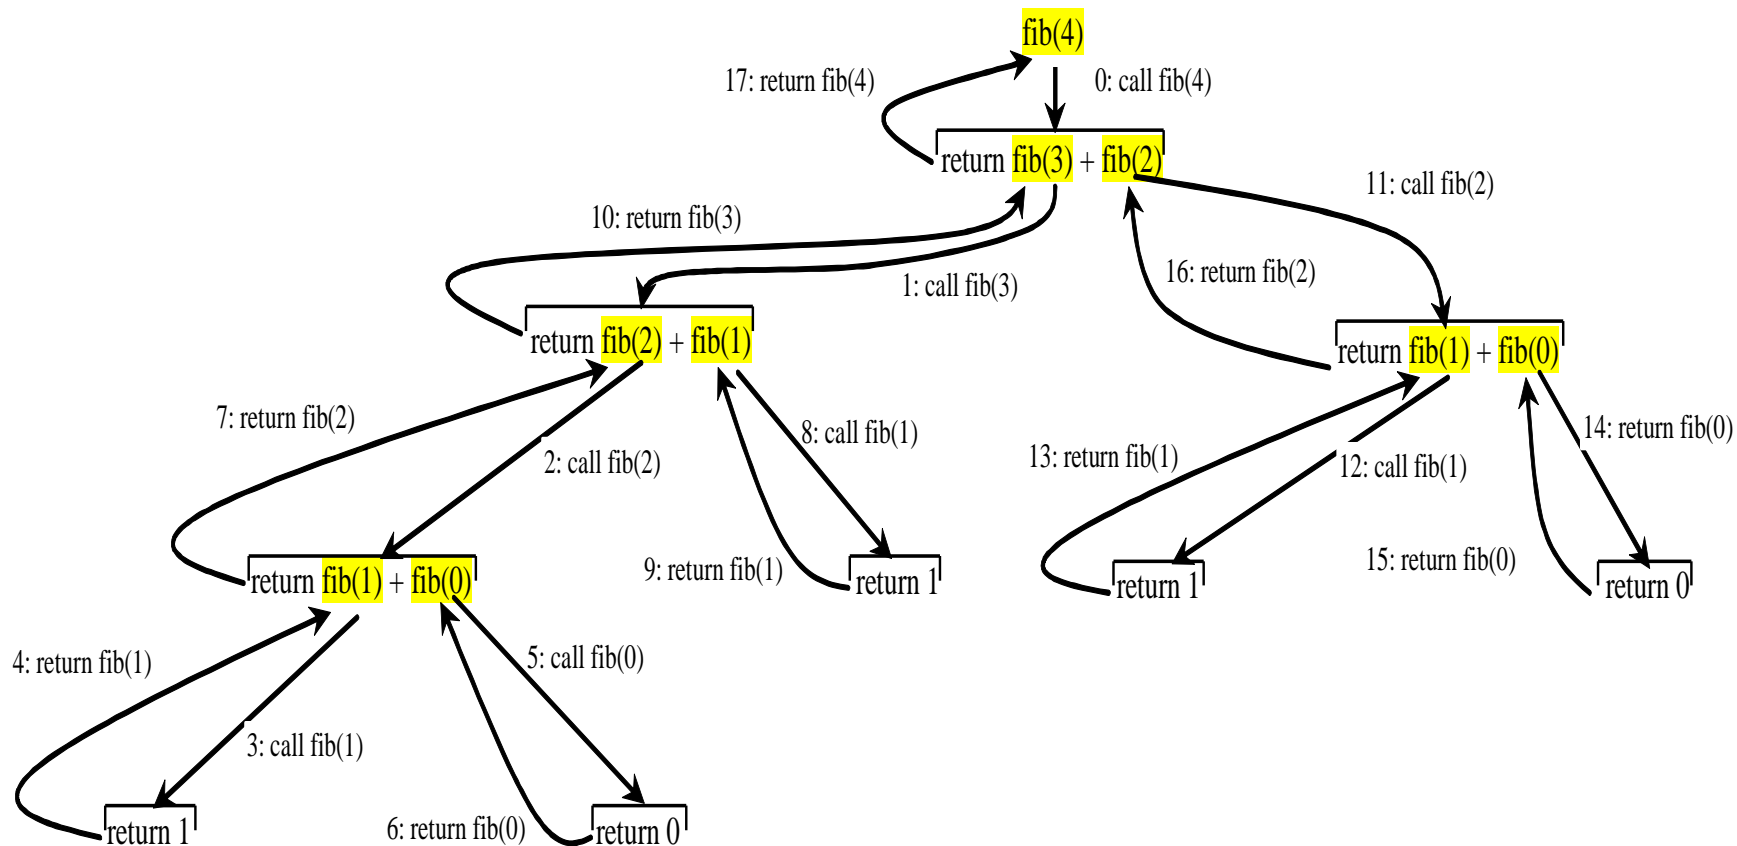 fib(4)
17: return fib(4)
0: call fib(4)
return fib(3) + fib(2)
11: call fib(2)
10: return fib(3)
16: return fib(2)
1: call fib(3)
return fib(2) + fib(1)
return fib(1) + fib(0)
7: return fib(2)
8: call fib(1)
14: return fib(0)
2: call fib(2)
13: return fib(1)
12: call fib(1)
9: return fib(1)
15: return fib(0)
return fib(1) + fib(0)
return 1
return 1
return 0
4: return fib(1)
5: call fib(0)
3: call fib(1)
6: return fib(0)
return 1
return 0